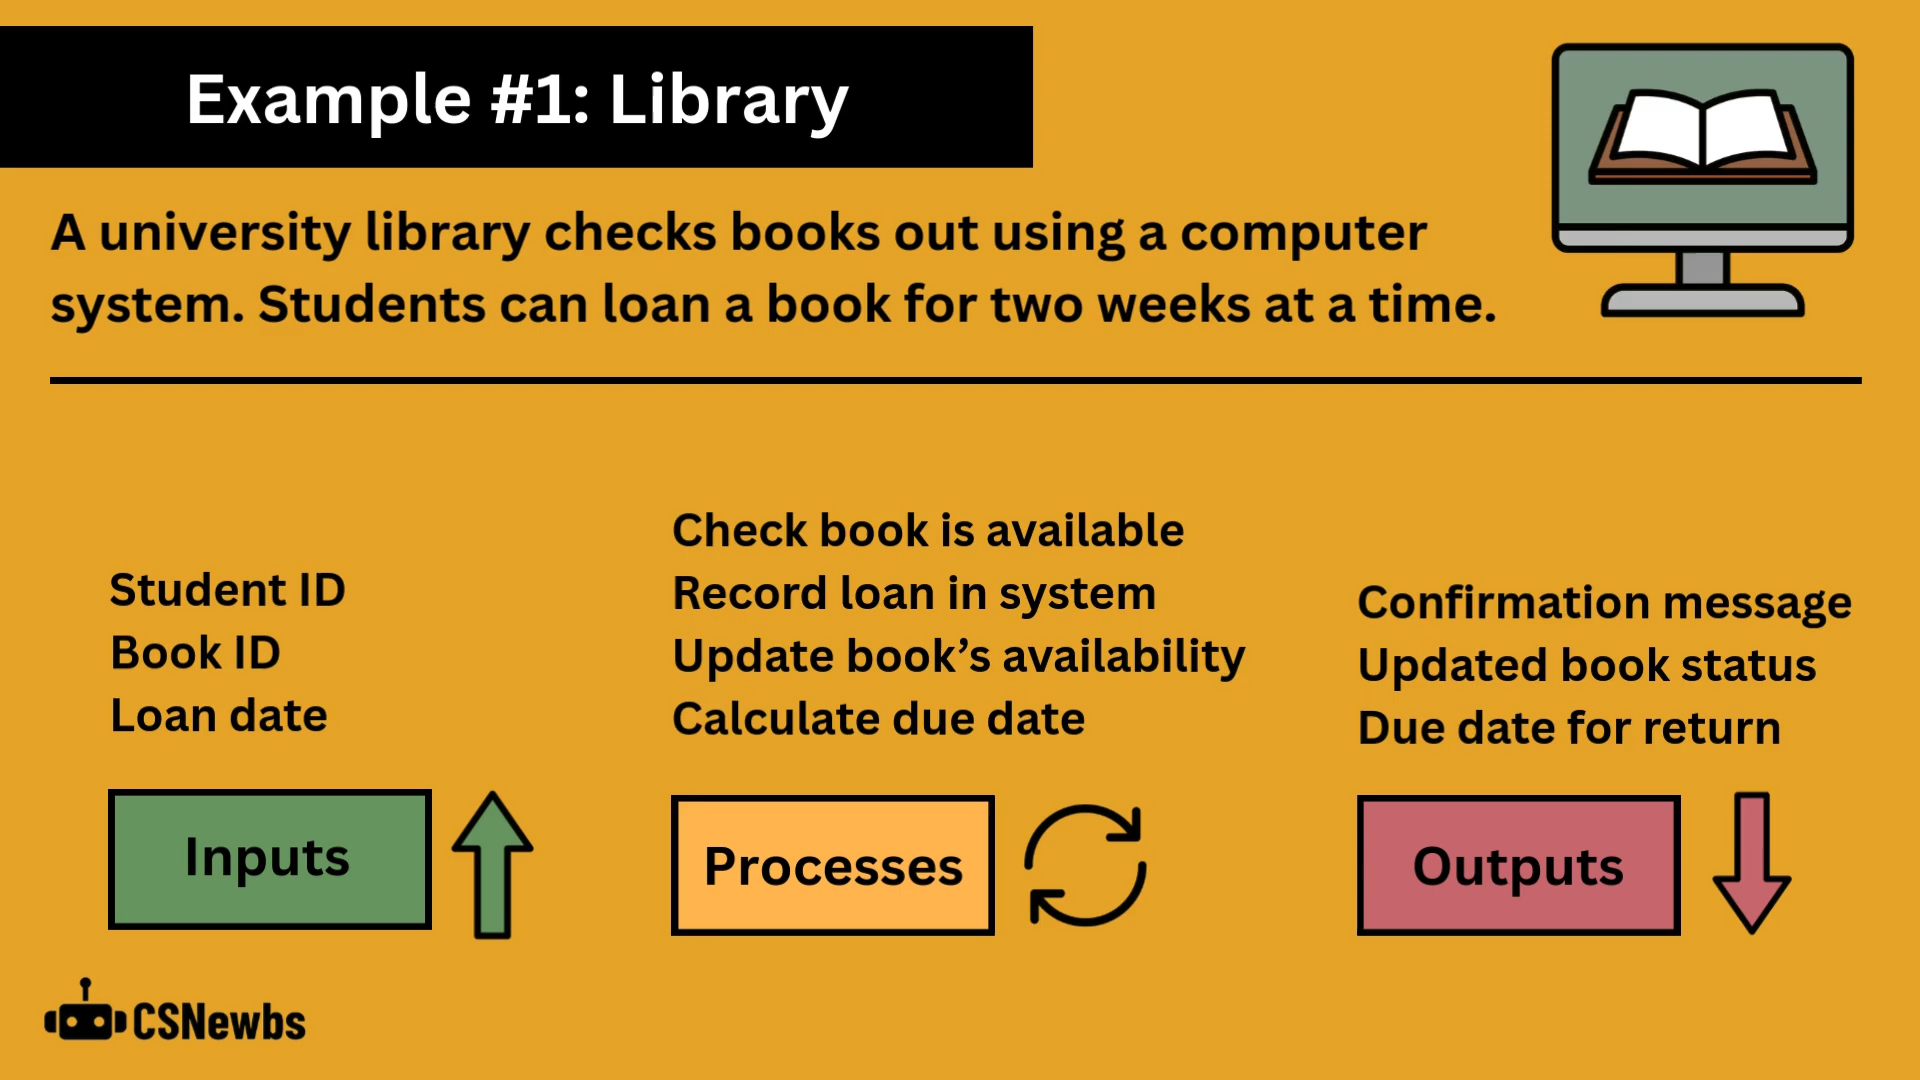 Example #1: Library
A university library checks books out using a computer
system. Students can loan a book for two weeks at a time.
Student ID
Book ID
Loan date
Inputs
Check book is available
Record loan in system
Update book’s availability
Calculate due date
Processes
Confirmation message
Updated book status
Due date for return
Outputs
CSNewbs